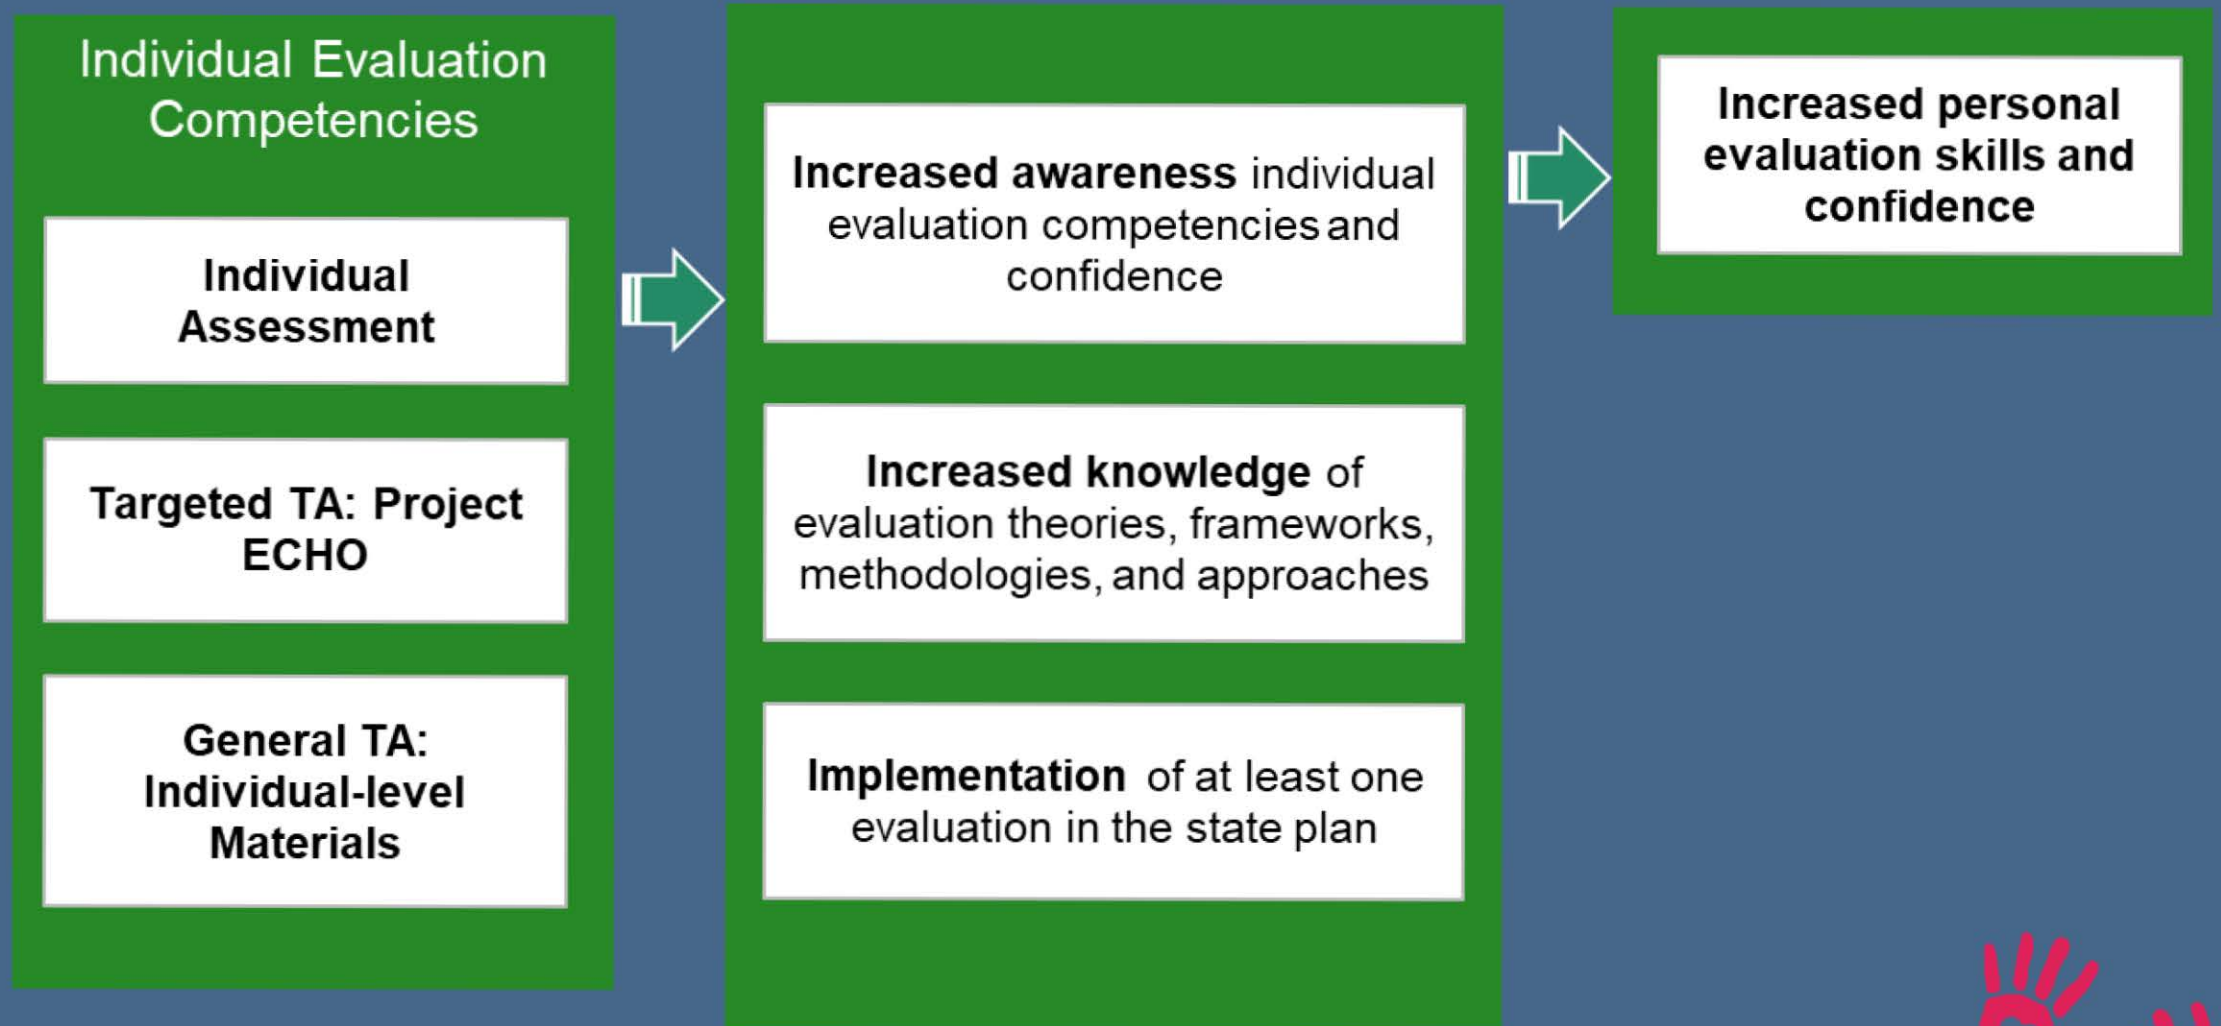 Individual Evaluation
Competencies
Individual
Assessment
Targeted TA: Project
ECHO
General TA:
Individual-level
Materials
Increased awareness individual
evaluation competencies and
confidence
Increased knowledge of
evaluation theories, frameworks,
methodologies, and approaches
Implementation of at least one
evaluation in the state plan
Increased personal
evaluation skills and
confidence